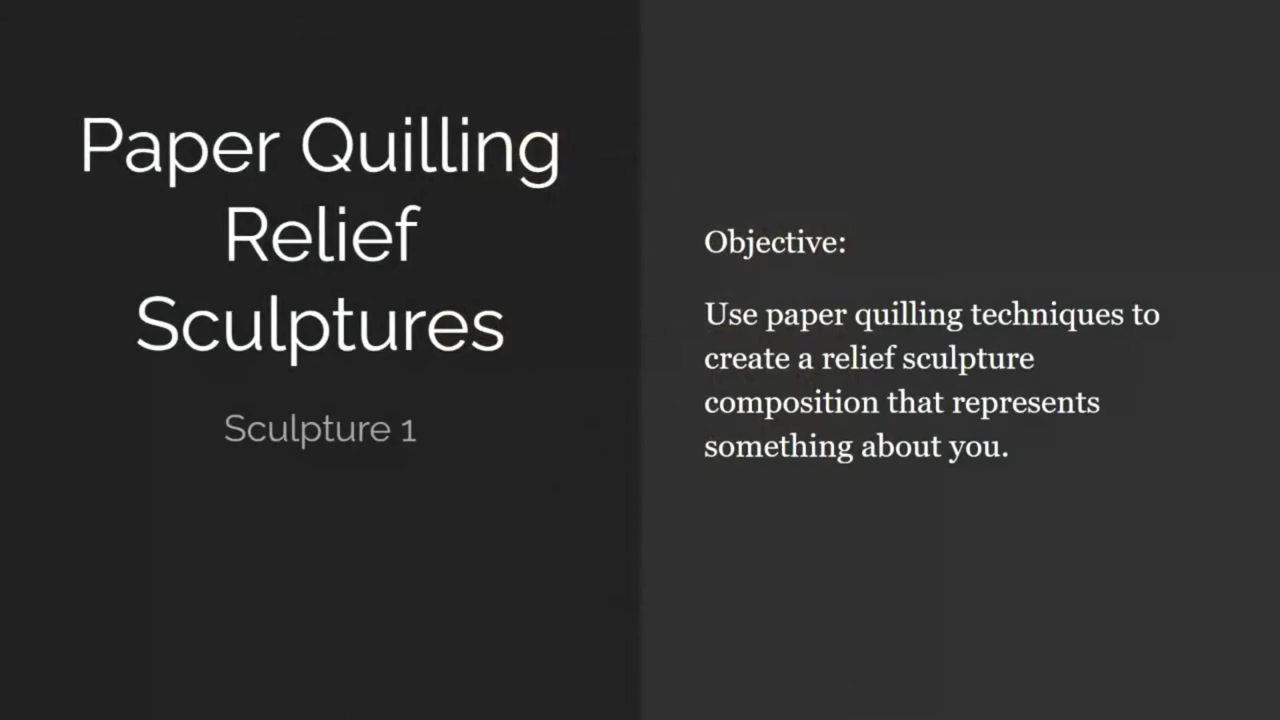 Paper Quilling
Relief
Sculptures
Sculpture 1
Objective:
Use paper quilling techniques to
create a relief sculpture
composition that represents
something about you.